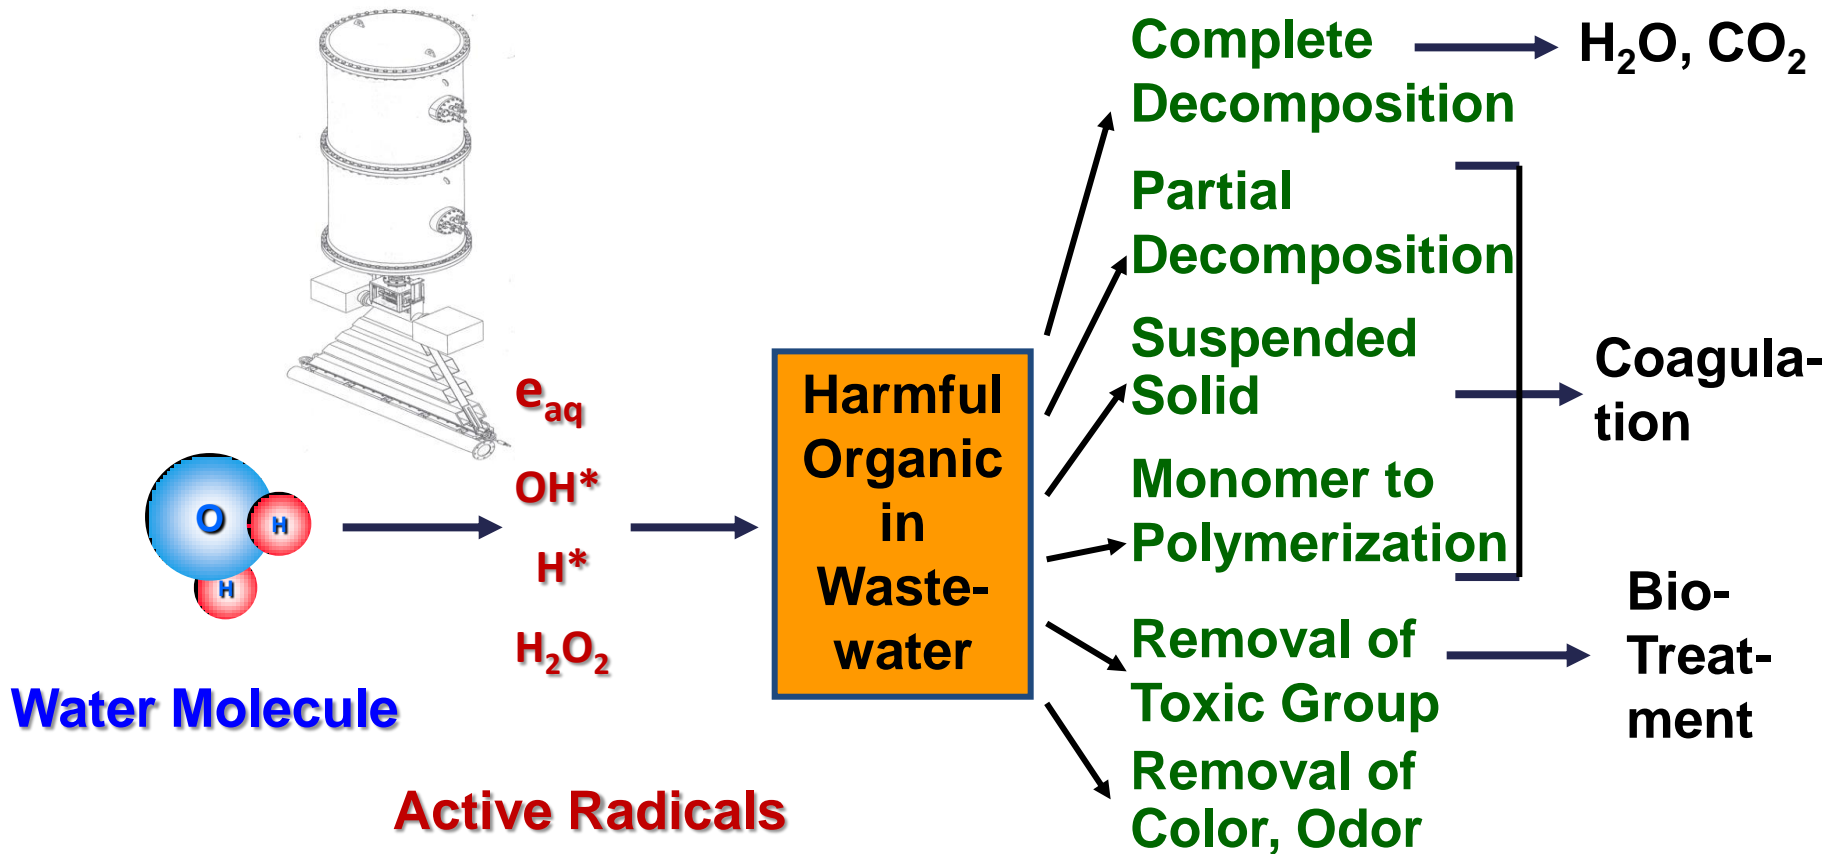 O
H
H
Water Molecule
e_aq
OH*
H*
H₂O₂
Active Radicals
Harmful
Organic
in
Waste-
water
Complete
Decomposition
H₂O, CO₂
Partial
Decomposition
Suspended
Solid
Monomer to
Polymerization
Coagula-
tion
Removal of
Toxic Group
Bio-
Treat-
ment
Removal of
Color, Odor